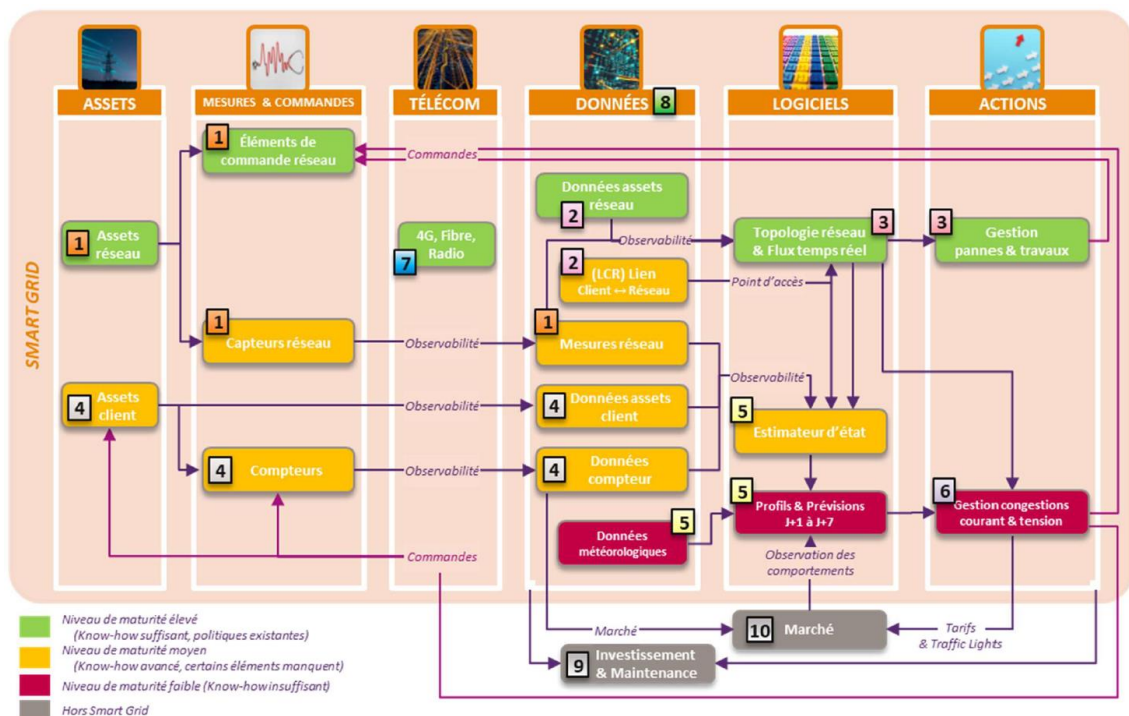 SMART GRID
ASSETS
MESURES & COMMANDES
TÉLÉCOM
DONNÉES
8
LOGICIELS
ACTIONS
1
Éléments de
commande réseau
Commandes
Données assets
réseau
2
1
Assets
réseau
4G, Fibre,
Radio
7
Observabilité
Topologie réseau
& Flux temps réel
3
3
Gestion
pannes & travaux
2
(LCR) Lien
Client ↔ Réseau
Point d'accès
1
Capteurs réseau
Observabilité
1
Mesures réseau
Observabilité
4
Assets
client
Observabilité
4
Données assets
client
5
Estimateur d'état
4
Compteurs
Observabilité
4
Données
compteur
5
Profils & Prévisions
J+1 à J+7
6
Gestion congestions
courant & tension
5
Données
météorologiques
Commandes
Observation des
comportements
Marché
10
Marché
Tarifs
& Traffic Lights
9
Investissement
& Maintenance
Niveau de maturité élevé
(Know-how suffisant, politiques existantes)
Niveau de maturité moyen
(Know-how avancé, certains éléments manquent)
Niveau de maturité faible (Know-how insuffisant)
Hors Smart Grid